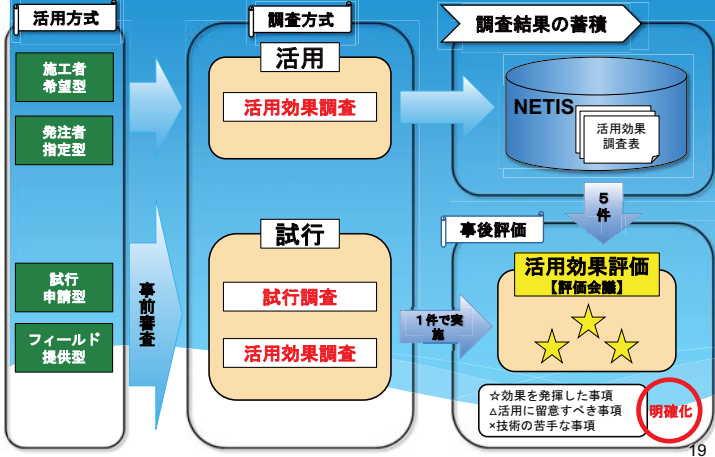 活用方式
施工者
希望型
発注者
指定型
試行
申請型
フィールド
提供型
事前審査
調査方式
活用
活用効果調査
試行
試行調査
活用効果調査
調査結果の蓄積
NETIS
活用効果
調査表
5
件
事後評価
活用効果評価
【評価会議】
1件で実
施
☆効果を発揮した事項
△活用に留意すべき事項
×技術の苦手な事項
明確化
19